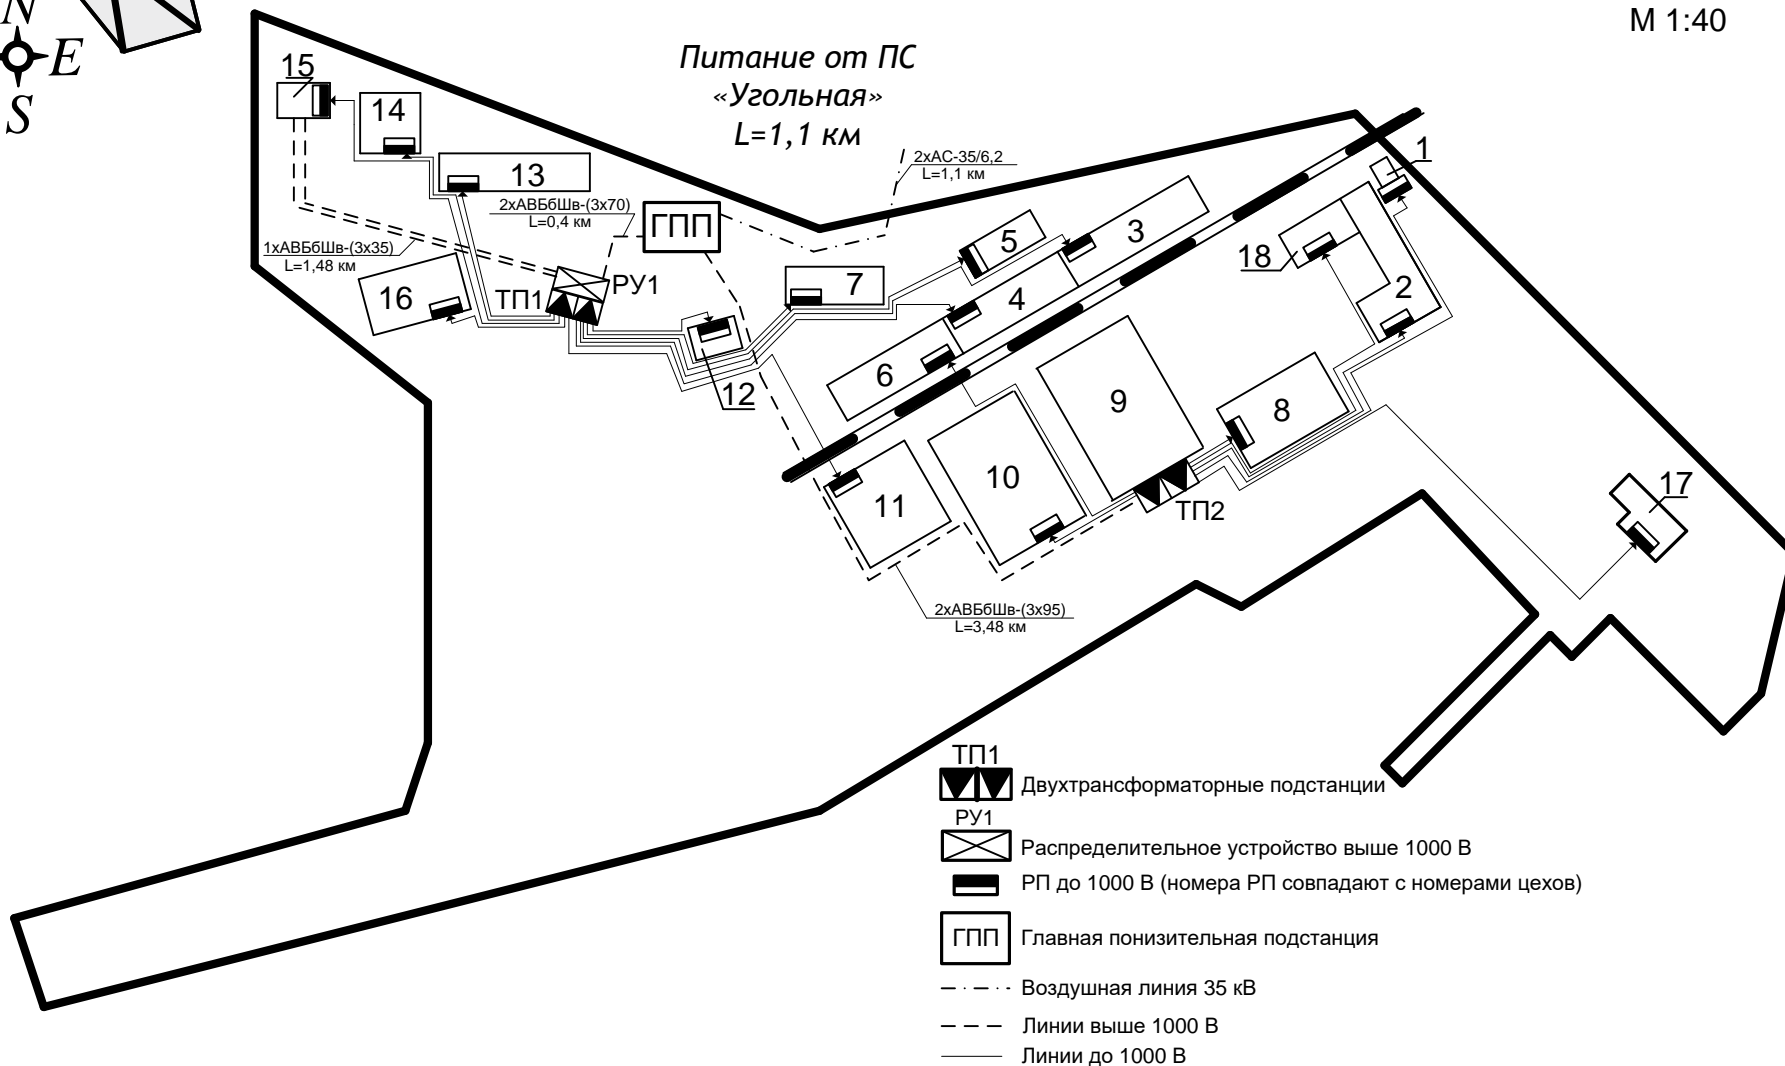 N
E
S
М 1:40
Питание от ПС
«Угольная»
L=1,1 км
15
14
13
2хАС-35/6,2
L=1,1 км
1
2хАВБбШв-(3х70)
L=0,4 км
ГПП
5
3
18
1хАВБбШв-(3х35)
L=1,48 км
16
ТП1
РУ1
7
4
2
12
6
9
8
10
11
ТП2
17
2хАВБбШв-(3х95)
L=3,48 км
ТП1
Двухтрансформаторные подстанции
РУ1
Распределительное устройство выше 1000 В
РП до 1000 В (номера РП совпадают с номерами цехов)
ГПП
Главная понизительная подстанция
Воздушная линия 35 кВ
Линии выше 1000 В
Линии до 1000 В